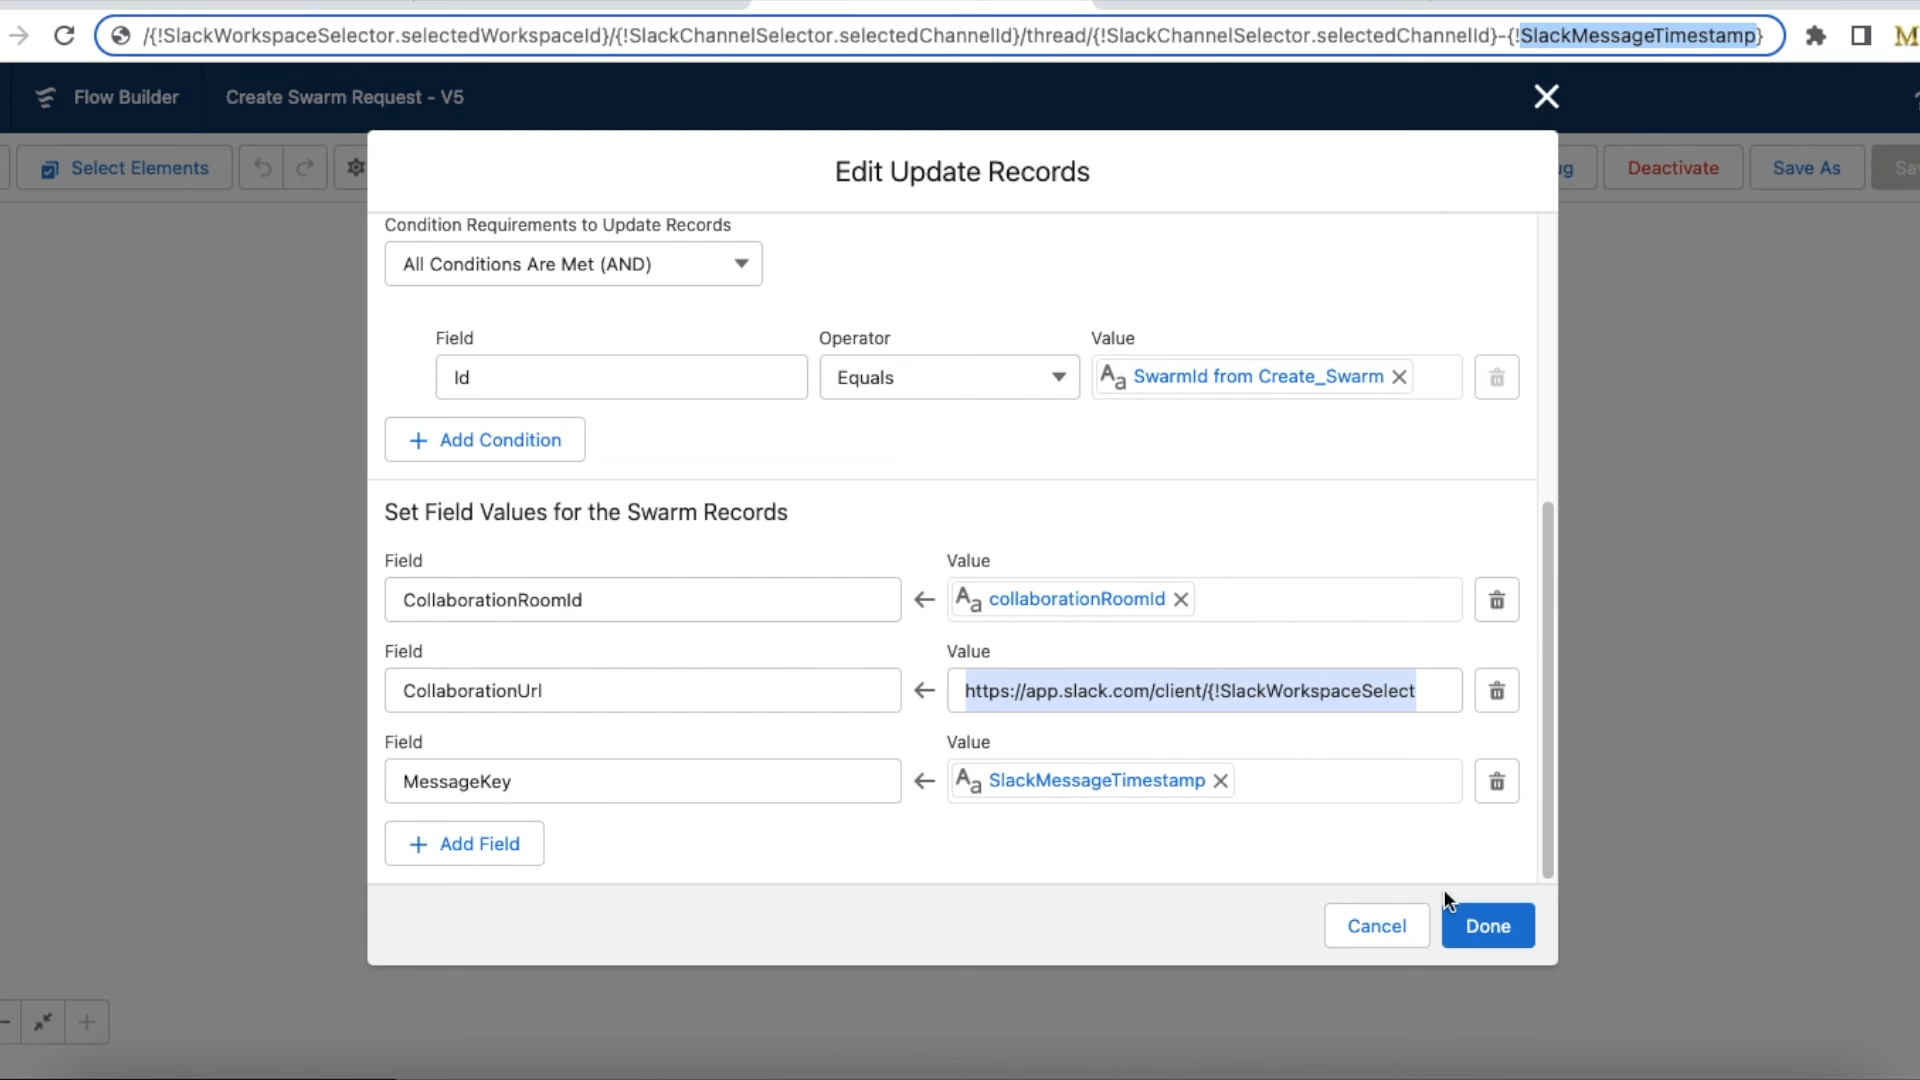 /{!SlackWorkspaceSelector.selectedWorkspaceId}/{!SlackChannelSelector.selectedChannelId}/thread/{!SlackChannelSelector.selectedChannelId}-{!SlackMessageTimestamp}
M
Flow Builder
Create Swarm Request - V5
Select Elements
Edit Update Records
Deactivate
Save As
Condition Requirements to Update Records
All Conditions Are Met (AND)
Field
Operator
Value
Id
Equals
Aa SwarmId from Create_Swarm
Add Condition
Set Field Values for the Swarm Records
Field
Value
CollaborationRoomId
Aa collaborationRoomId
Field
Value
CollaborationUrl
https://app.slack.com/client/{!SlackWorkspaceSelect
Field
Value
MessageKey
Aa SlackMessageTimestamp
Add Field
Cancel
Done